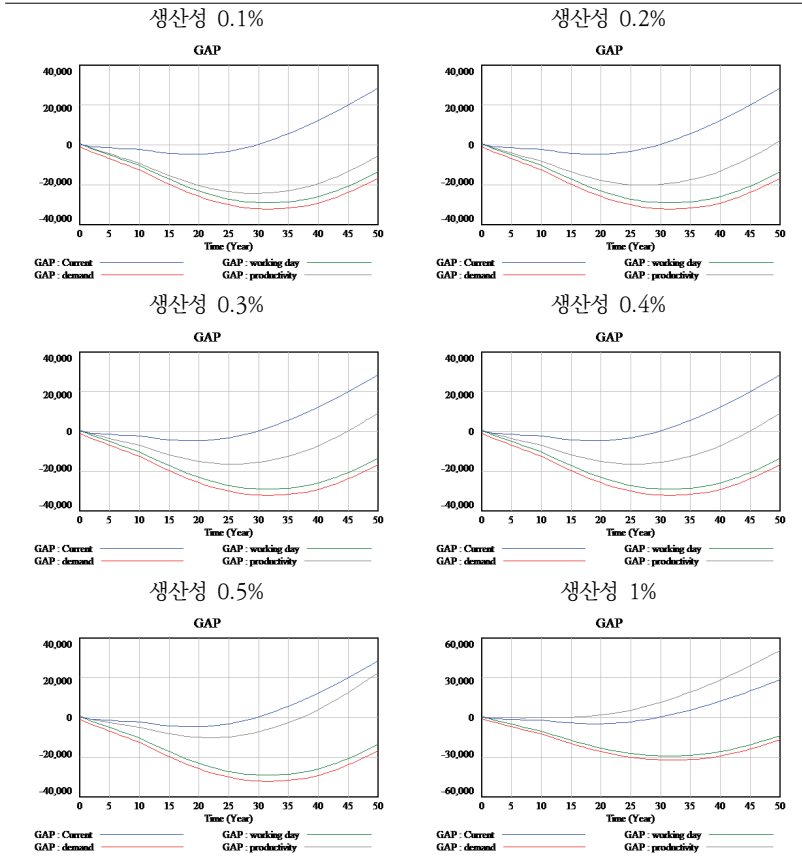 생산성 0.1%
생산성 0.2%
GAP
40,000
20,000
0
-20,000
-40,000
0 5 10 15 20 25 30 35 40 45 50
Time (Year)
GAP : Current
GAP : working day
GAP : demand
GAP : productivity
GAP
40,000
20,000
0
-20,000
-40,000
0 5 10 15 20 25 30 35 40 45 50
Time (Year)
GAP : Current
GAP : working day
GAP : demand
GAP : productivity
생산성 0.3%
생산성 0.4%
GAP
40,000
20,000
0
-20,000
-40,000
0 5 10 15 20 25 30 35 40 45 50
Time (Year)
GAP : Current
GAP : working day
GAP : demand
GAP : productivity
GAP
40,000
20,000
0
-20,000
-40,000
0 5 10 15 20 25 30 35 40 45 50
Time (Year)
GAP : Current
GAP : working day
GAP : demand
GAP : productivity
생산성 0.5%
생산성 1%
GAP
40,000
20,000
0
-20,000
-40,000
0 5 10 15 20 25 30 35 40 45 50
Time (Year)
GAP : Current
GAP : working day
GAP : demand
GAP : productivity
GAP
60,000
30,000
0
-30,000
-60,000
0 5 10 15 20 25 30 35 40 45 50
Time (Year)
GAP : Current
GAP : working day
GAP : demand
GAP : productivity